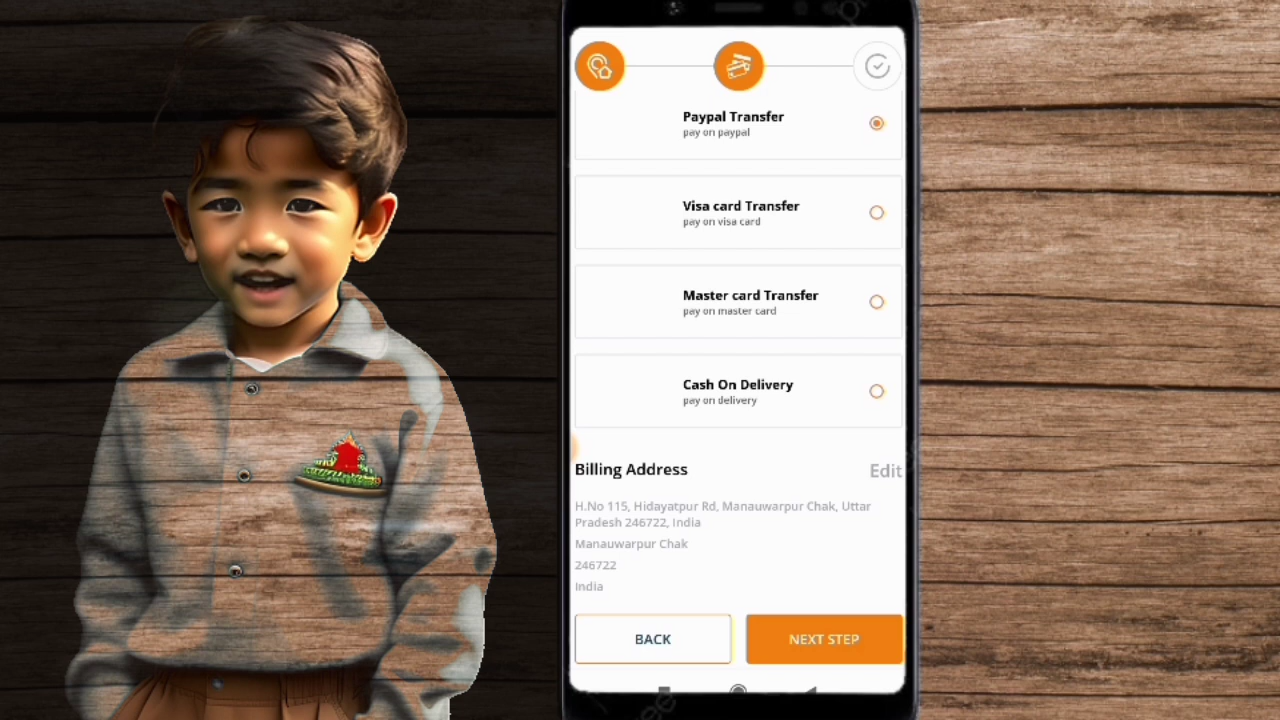 Paypal Transfer
pay on paypal
Visa card Transfer
pay on visa card
Master card Transfer
pay on master card
Cash On Delivery
pay on delivery
Billing Address
Edit
H.No 115, Hidayatpur Rd, Manauwarpur Chak, Uttar
Pradesh 246722, India
Manauwarpur Chak
246722
India
BACK
NEXT STEP